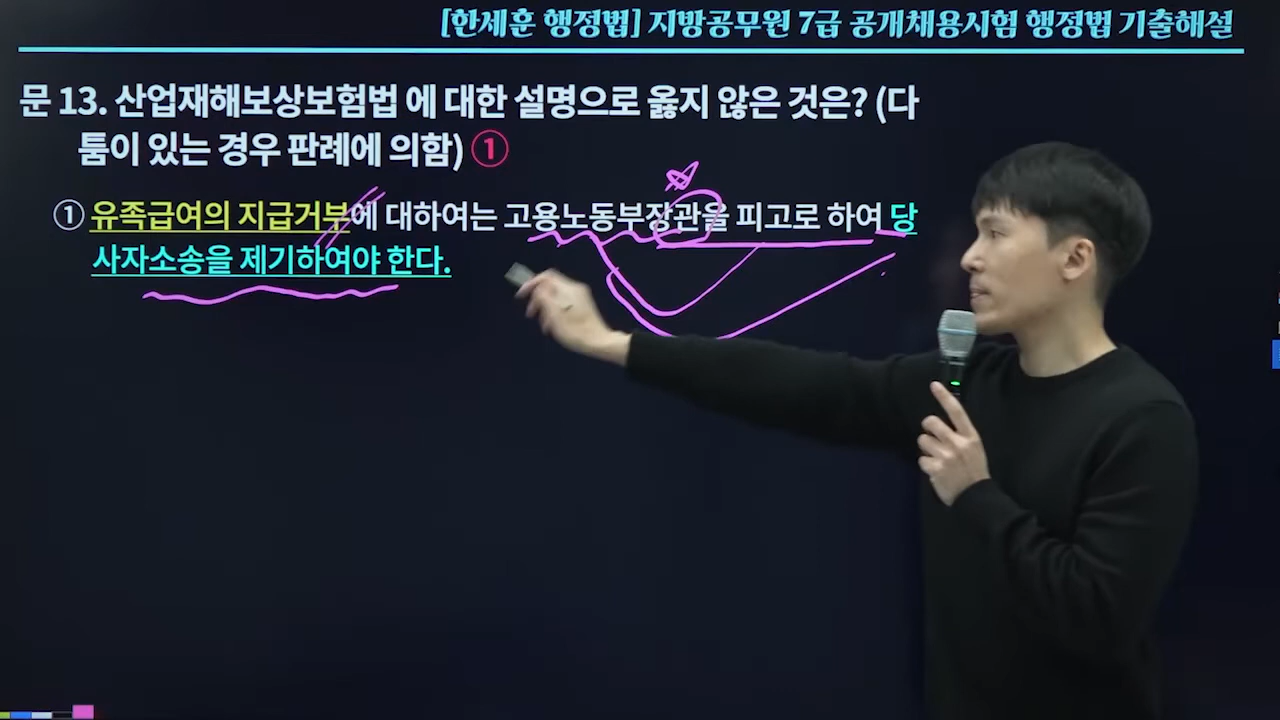 [한세훈 행정법] 지방공무원 7급 공개채용시험 행정법 기출해설
문 13. 산업재해보상보험법 에 대한 설명으로 옳지 않은 것은? (다
툼이 있는 경우 판례에 의함) ①
① 유족급여의 지급거부에 대하여는 고용노동부장관을 피고로 하여 당
사자소송을 제기하여야 한다.